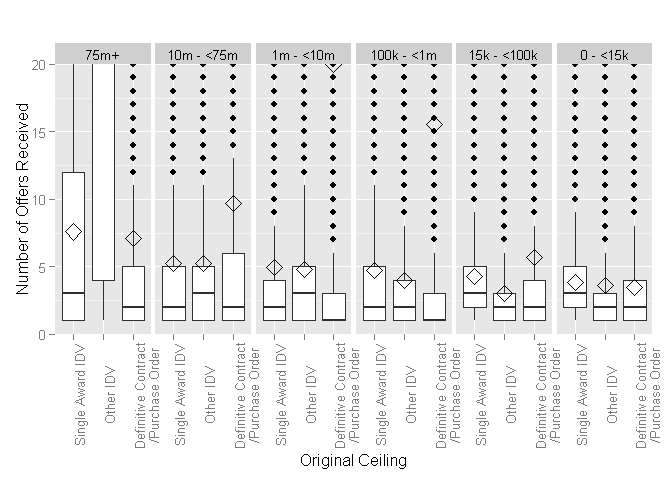 75m+ 10m - <75m 1m - <10m 100k - <1m 15k - <100k 0 - <15k
20
15
10
5
0
Number of Offers Received
Single Award IDV
Other IDV
Definitive Contract
/Purchase Order
Single Award IDV
Other IDV
Definitive Contract
/Purchase Order
Single Award IDV
Other IDV
Definitive Contract
/Purchase Order
Single Award IDV
Other IDV
Definitive Contract
/Purchase Order
Single Award IDV
Other IDV
Definitive Contract
/Purchase Order
Single Award IDV
Other IDV
Definitive Contract
/Purchase Order
Original Ceiling